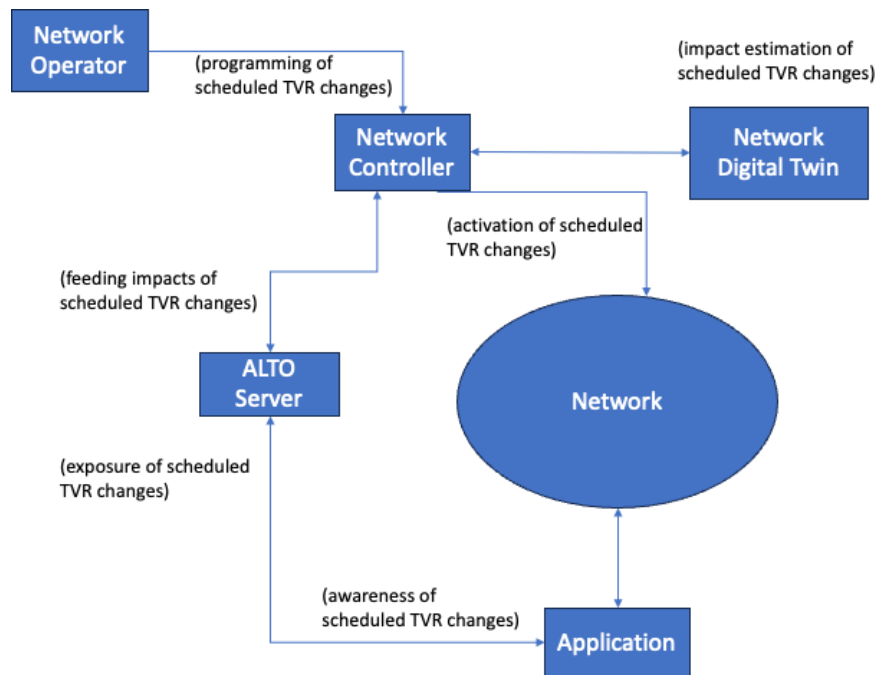 Network
Operator
(programming of
scheduled TVR changes)
(impact estimation of
scheduled TVR changes)
Network
Controller
Network
Digital Twin
(activation of scheduled
TVR changes)
(feeding impacts of
scheduled TVR changes)
ALTO
Server
Network
(exposure of scheduled
TVR changes)
(awareness of
scheduled TVR changes)
Application